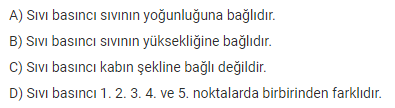 A) Sıvı basıncı sıvının yoğunluğuna bağlıdır.
B) Sıvı basıncı sıvının yüksekliğine bağlıdır.
C) Sıvı basıncı kabın şekline bağlı değildir.
D) Sıvı basıncı 1. 2. 3. 4. ve 5. noktalarda birbirinden farklıdır.